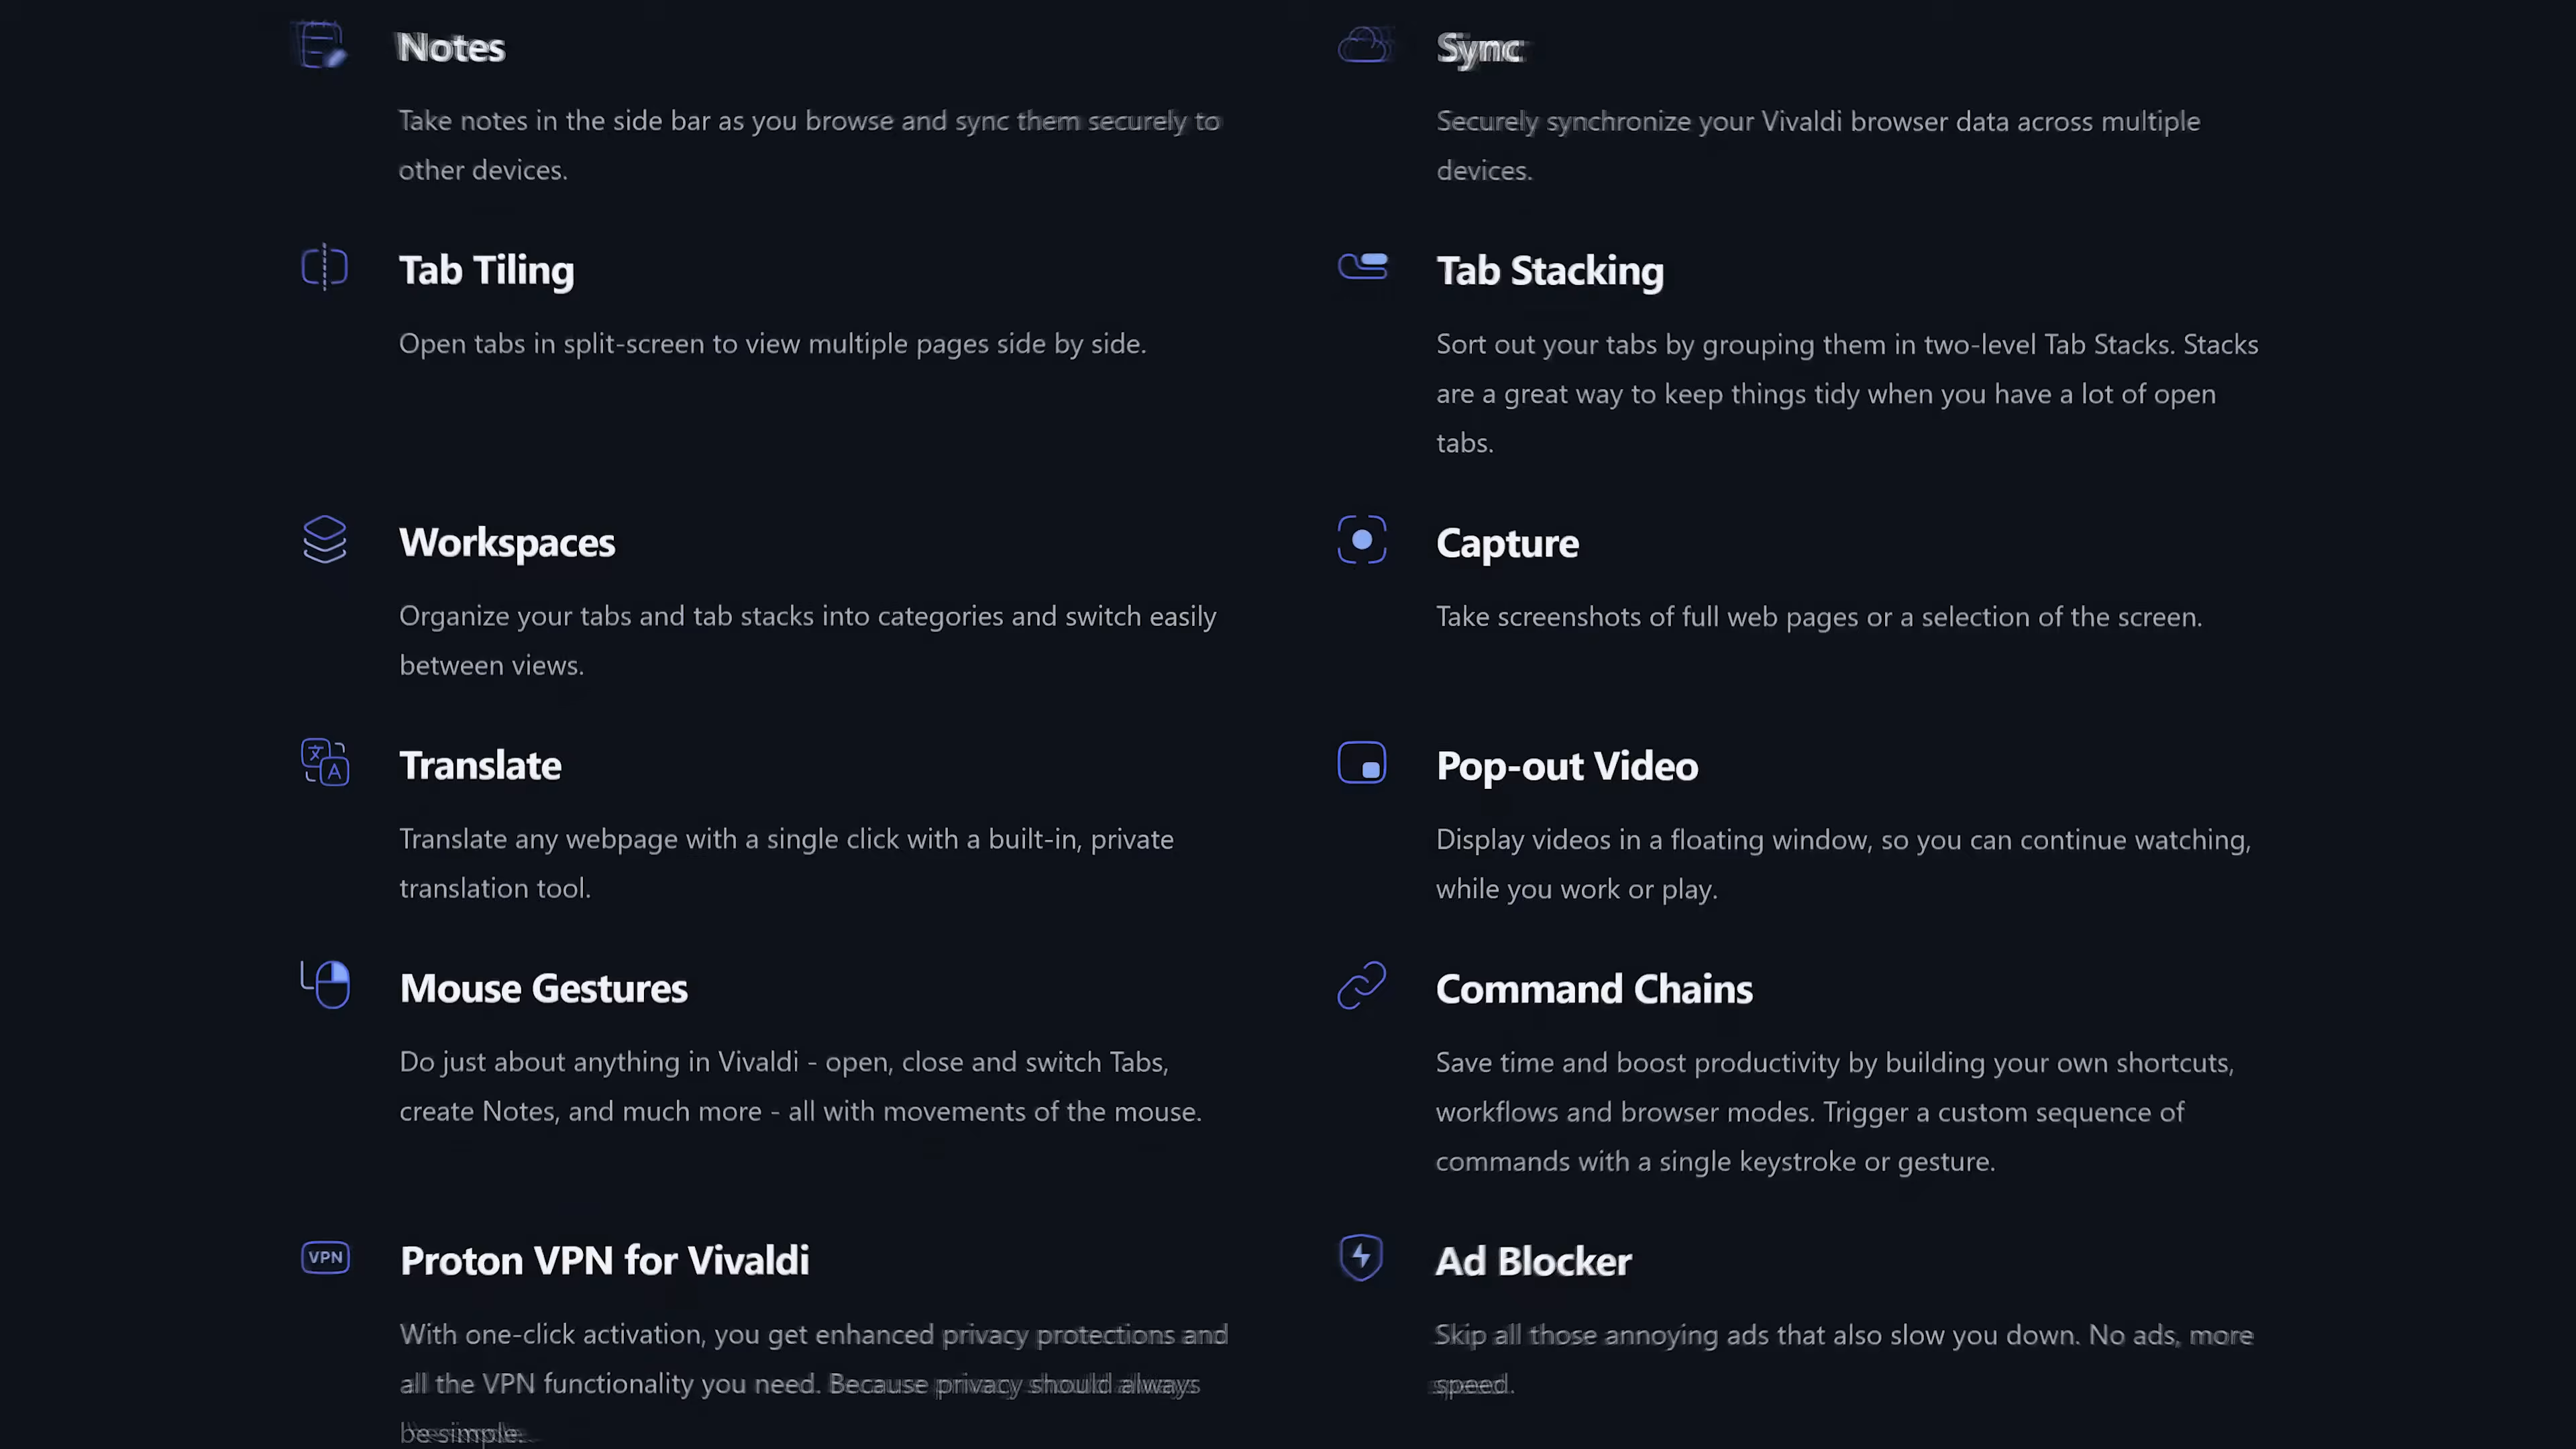 Notes
Take notes in the side bar as you browse and sync them securely to
other devices.
Sync
Securely synchronize your Vivaldi browser data across multiple
devices.
Tab Tiling
Open tabs in split-screen to view multiple pages side by side.
Tab Stacking
Sort out your tabs by grouping them in two-level Tab Stacks. Stacks
are a great way to keep things tidy when you have a lot of open
tabs.
Workspaces
Organize your tabs and tab stacks into categories and switch easily
between views.
Capture
Take screenshots of full web pages or a selection of the screen.
文
A
Translate
Translate any webpage with a single click with a built-in, private
translation tool.
Pop-out Video
Display videos in a floating window, so you can continue watching,
while you work or play.
Mouse Gestures
Do just about anything in Vivaldi - open, close and switch Tabs,
create Notes, and much more - all with movements of the mouse.
Command Chains
Save time and boost productivity by building your own shortcuts,
workflows and browser modes. Trigger a custom sequence of
commands with a single keystroke or gesture.
VPN
Proton VPN for Vivaldi
With one-click activation, you get enhanced privacy protections and
all the VPN functionality you need. Because privacy should always
be simple.
Ad Blocker
Skip all those annoying ads that also slow you down. No ads, more
speed.